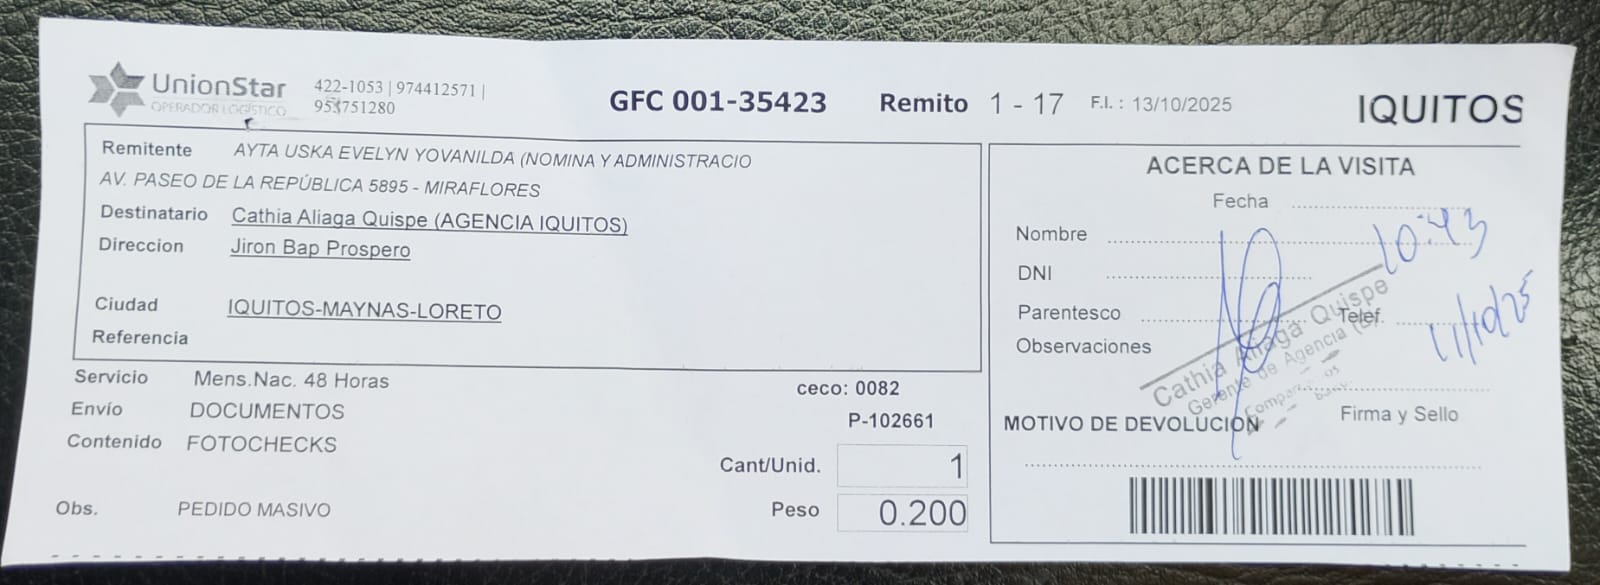 UnionStar
OPERADOR LOGÍSTICO
422-1053 | 974412571 |
953751280
GFC 001-35423
Remito 1 - 17
F.I. : 13/10/2025
IQUITOS
Remitente AYTA USKA EVELYN YOVANILDA (NOMINA Y ADMINISTRACIO
AV. PASEO DE LA REPÚBLICA 5895 - MIRAFLORES
Destinatario Cathia Aliaga Quispe (AGENCIA IQUITOS)
Direccion Jiron Bap Prospero
Ciudad IQUITOS-MAYNAS-LORETO
Referencia
Servicio Mens.Nac. 48 Horas
Envío DOCUMENTOS
Contenido FOTOCHECKS
Obs. PEDIDO MASIVO
ceco: 0082
P-102661
Cant/Unid. 1
Peso 0.200
ACERCA DE LA VISITA
Fecha
Nombre
10:43
DNI
Parentesco
Telef.
Observaciones
Cathia Aliaga Quispe
Gerente de Agencia (E)
MOTIVO DE DEVOLUCIÓN
Firma y Sello